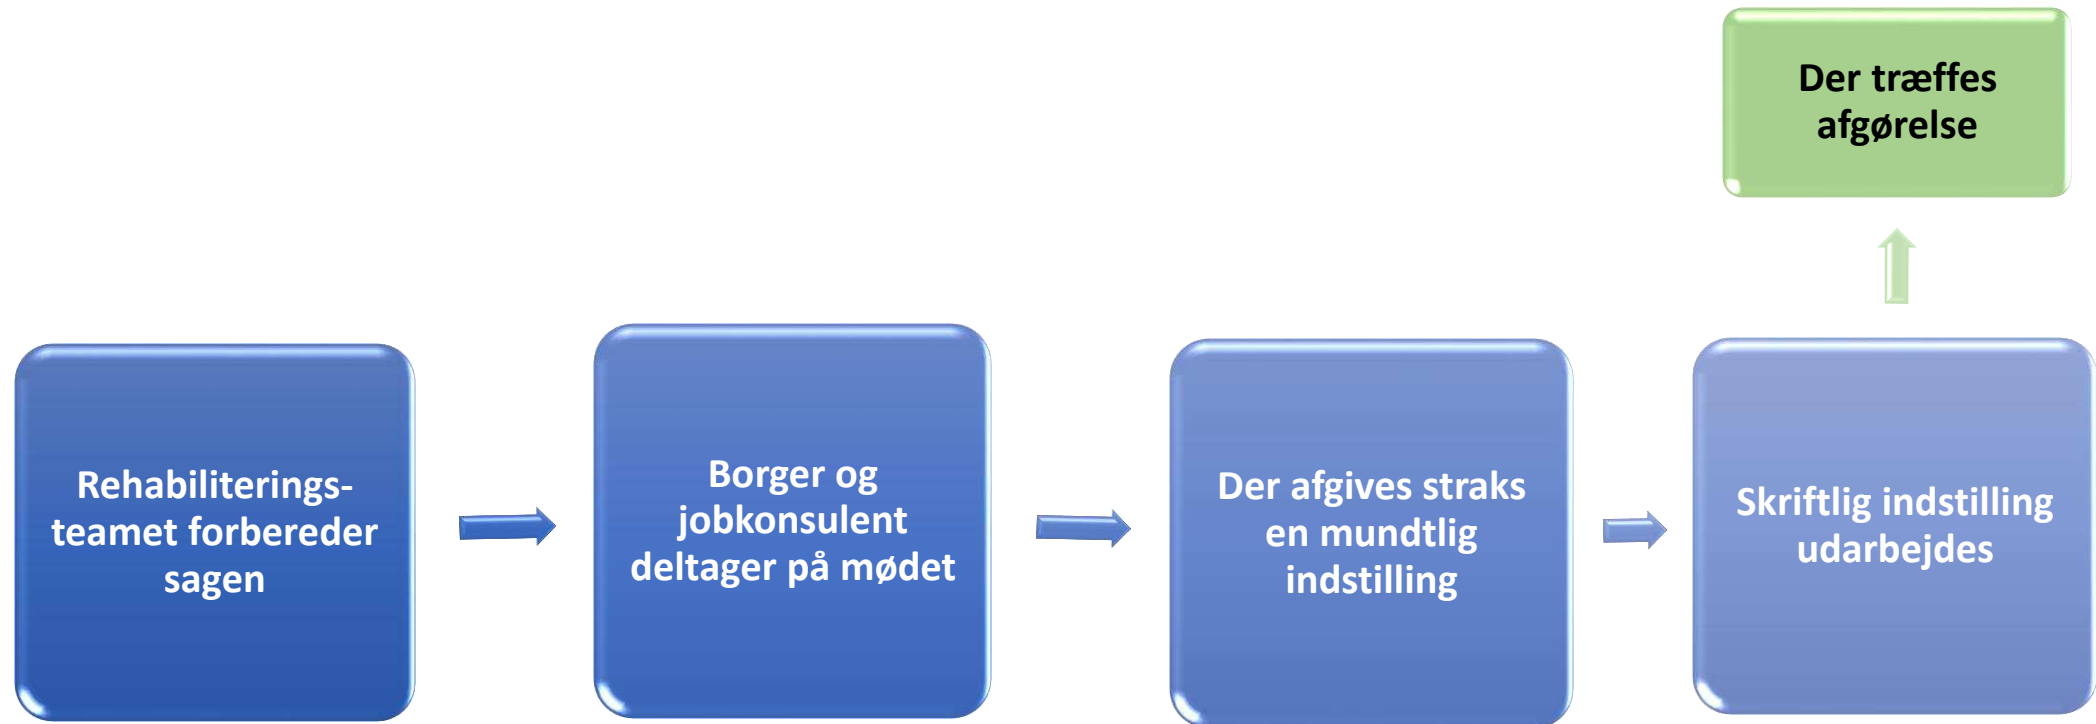 Der træffes
afgørelse
Rehabiliterings-
teamet forbereder
sagen
Borger og
jobkonsulent
deltager på mødet
Der afgives straks
en mundtlig
indstilling
Skriftlig indstilling
udarbejdes